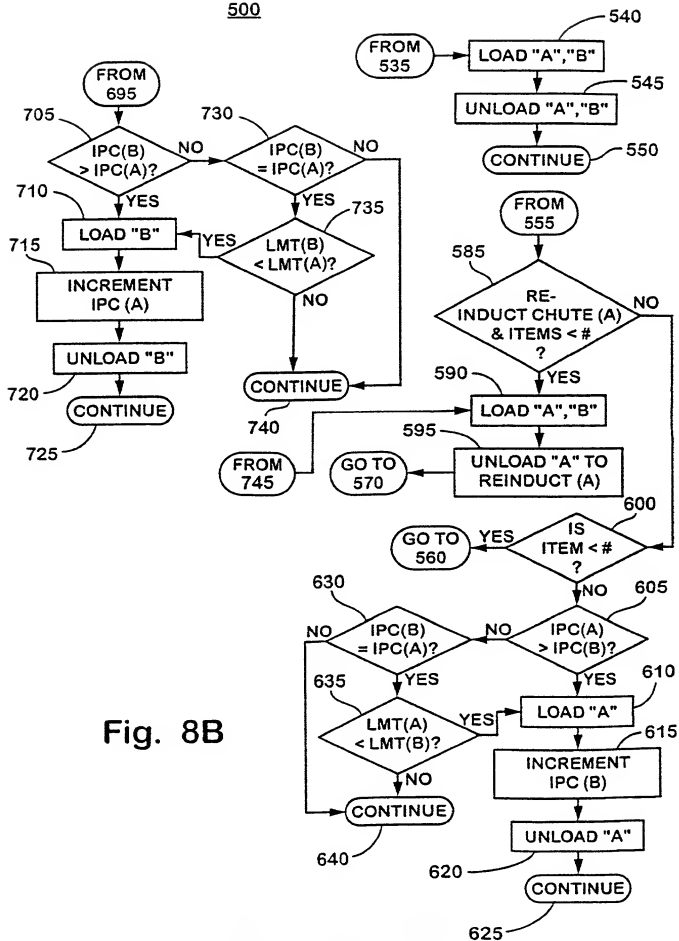 500
FROM
695
705
IPC(B)
> IPC(A)?
NO
YES
730
IPC(B)
= IPC(A)?
NO
YES
710
LOAD "B"
YES
735
LMT(B)
< LMT(A)?
NO
715
INCREMENT
IPC (A)
UNLOAD "B"
720
CONTINUE
725
CONTINUE
740
FROM
535
540
LOAD "A","B"
545
UNLOAD "A","B"
CONTINUE
550
FROM
555
585
RE-
INDUCT CHUTE (A)
& ITEMS < #
?
NO
YES
590
LOAD "A","B"
595
FROM
745
GO TO
570
UNLOAD "A" TO
REINDUCT (A)
600
IS
ITEM < #
?
YES
GO TO
560
NO
605
IPC(A)
> IPC(B)?
NO
YES
630
IPC(B)
= IPC(A)?
NO
YES
635
LMT(A)
< LMT(B)?
YES
NO
610
LOAD "A"
615
INCREMENT
IPC (B)
CONTINUE
640
UNLOAD "A"
620
CONTINUE
625
Fig. 8B